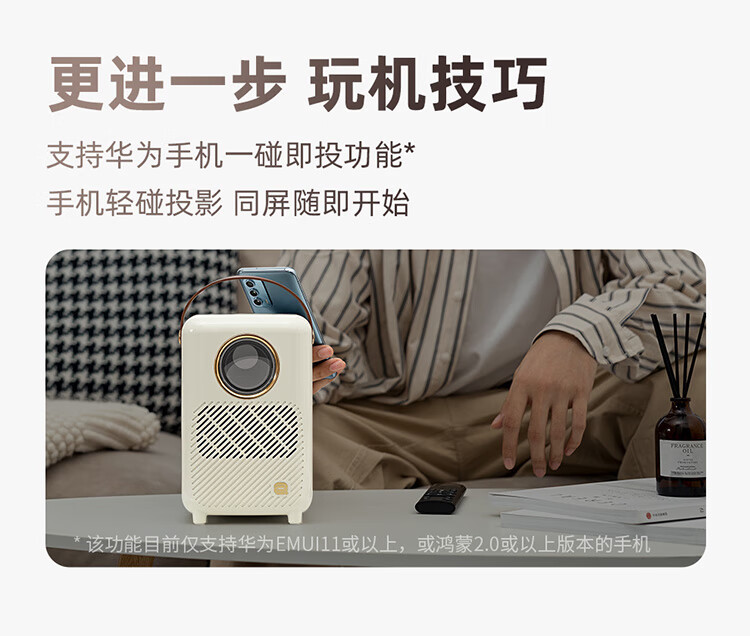 更进一步 玩机技巧
支持华为手机一碰即投功能*
手机轻碰投影 同屏随即开始
FRAGRANCE
OIL
* 该功能目前仅支持华为EMUI11或以上，或鸿蒙2.0或以上版本的手机